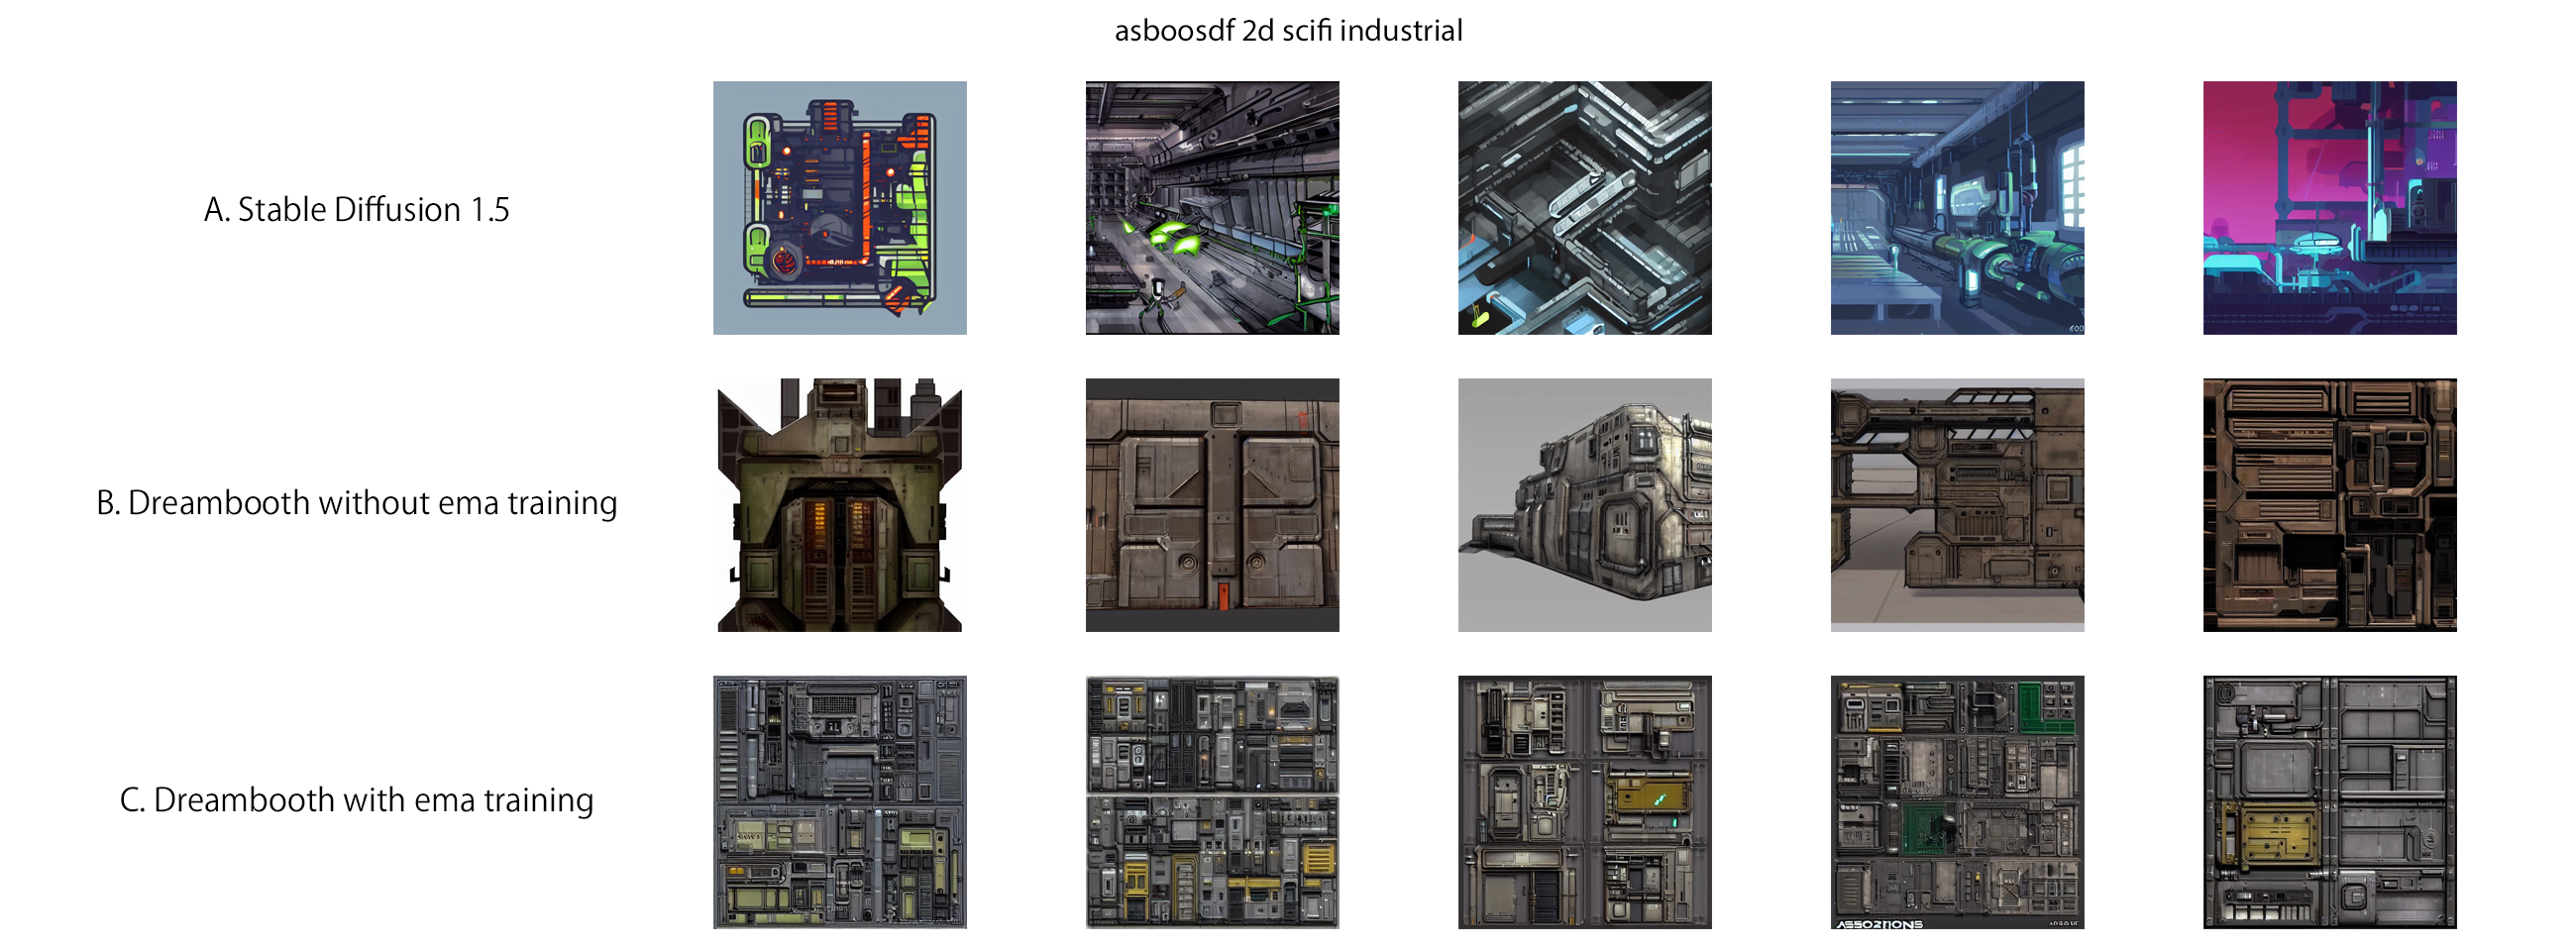 asboosdf 2d scifi industrial
A. Stable Diffusion 1.5
B. Dreambooth without ema training
C. Dreambooth with ema training